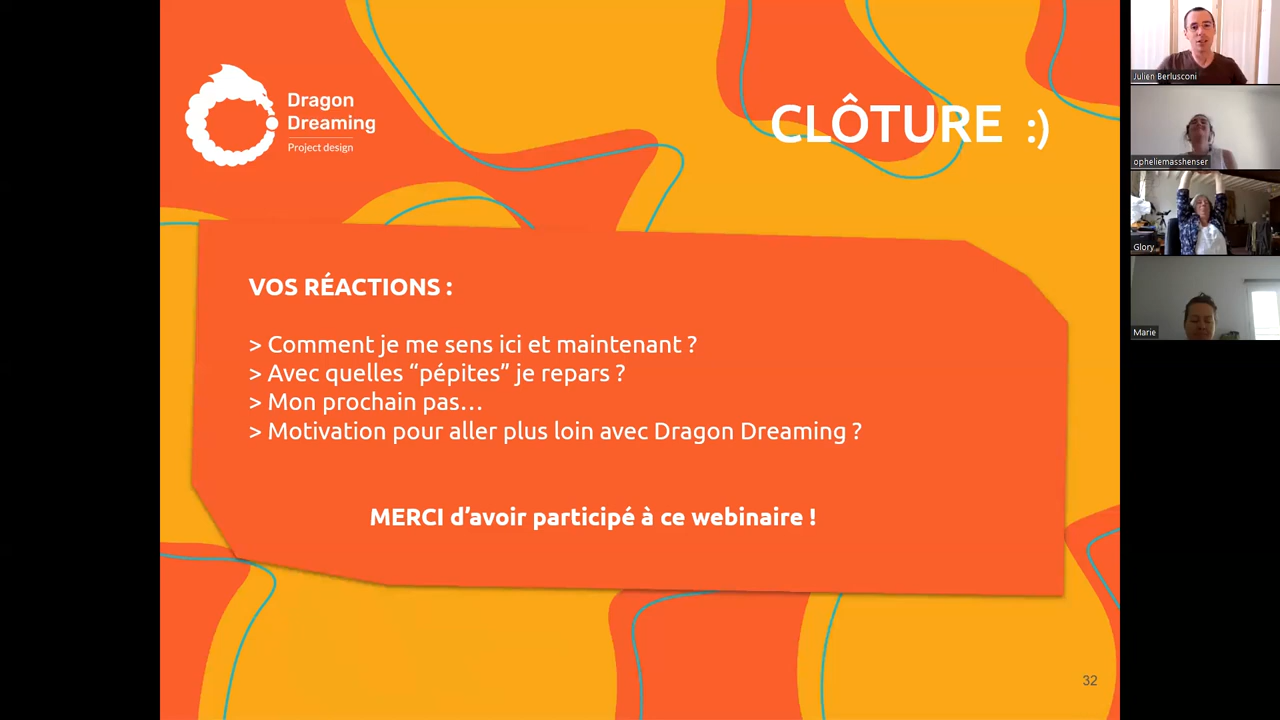 Dragon
Dreaming
Project design
CLÔTURE :)
VOS RÉACTIONS :
> Comment je me sens ici et maintenant ?
> Avec quelles “pépites” je repars ?
> Mon prochain pas…
> Motivation pour aller plus loin avec Dragon Dreaming ?
MERCI d’avoir participé à ce webinaire !
32
Julien Berlusconi
opheliemasshenser
Glory
Marie